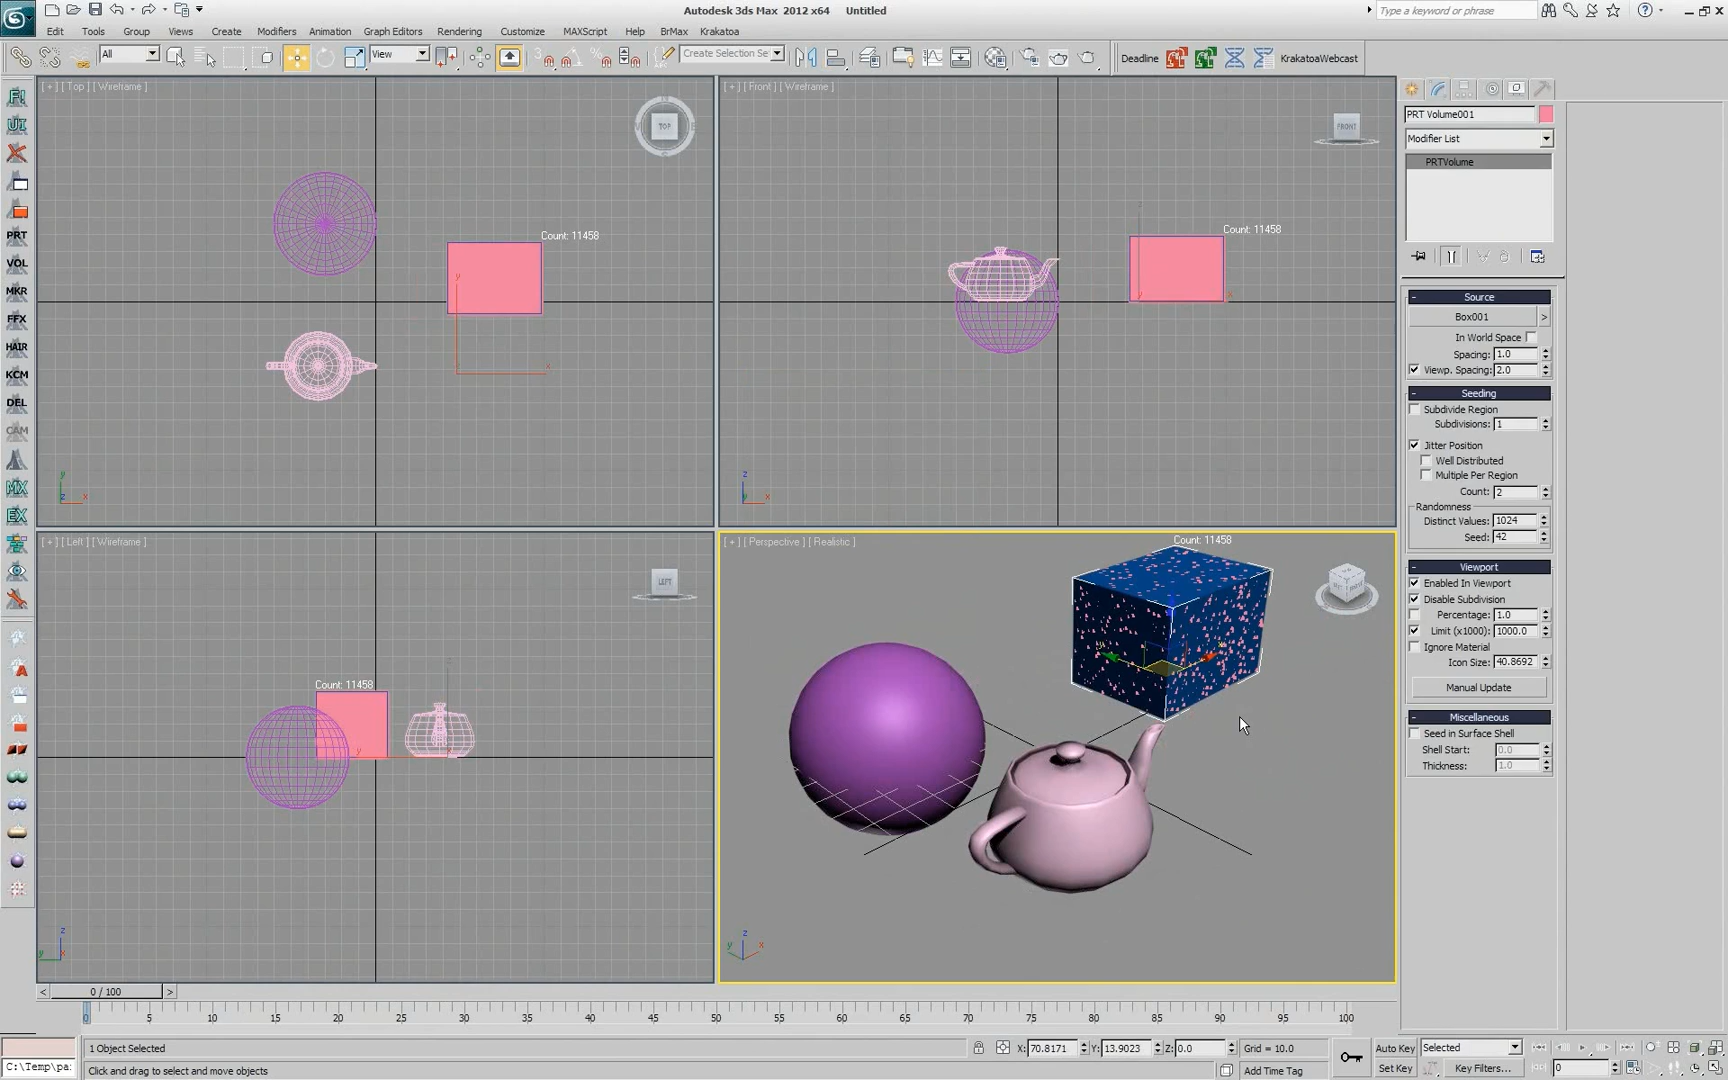 Autodesk 3ds Max 2012 x64 Untitled
Type a keyword or phrase
Edit Tools Group Views Create Modifiers Animation Graph Editors Rendering Customize MAXScript Help BrMax Krakatoa
All View Create Selection Se Deadline KrakatoaWebcast
[ + ] [ Top ] [ Wireframe ]
TOP
Count: 11458
y
x
y
z x
[ + ] [ Front ] [ Wireframe ]
FRONT
Count: 11458
x
z
y x
[ + ] [ Left ] [ Wireframe ]
LEFT
Count: 11458
y
z
y x
[ + ] [ Perspective ] [ Realistic ]
Count: 11458
z
y x
F!
UI
PRT
VOL
MKR
FFX
HAIR
KCM
DEL
CAM
MX
EX
PRT Volume001
Modifier List
PRTVolume
- Source
Box001 >
In World Space
Spacing: 1.0
Viewp. Spacing: 2.0
- Seeding
Subdivide Region
Subdivisions: 1
Jitter Position
Well Distributed
Multiple Per Region
Count: 2
Randomness
Distinct Values: 1024
Seed: 42
- Viewport
Enabled In Viewport
Disable Subdivision
Percentage: 1.0
Limit (x1000) 1000.0
Ignore Material
Icon Size: 40.8692
Manual Update
- Miscellaneous
Seed in Surface Shell
Shell Start: 0.0
Thickness: 1.0
< 0 / 100 >
0 5 10 15 20 25 30 35 40 45 50 55 60 65 70 75 80 85 90 95 100
1 Object Selected X: 70.8171 Y: 13.9023 Z: 0.0 Grid = 10.0 Auto Key Selected
C:\Temp\pa: Click and drag to select and move objects Add Time Tag Set Key Key Filters... 0